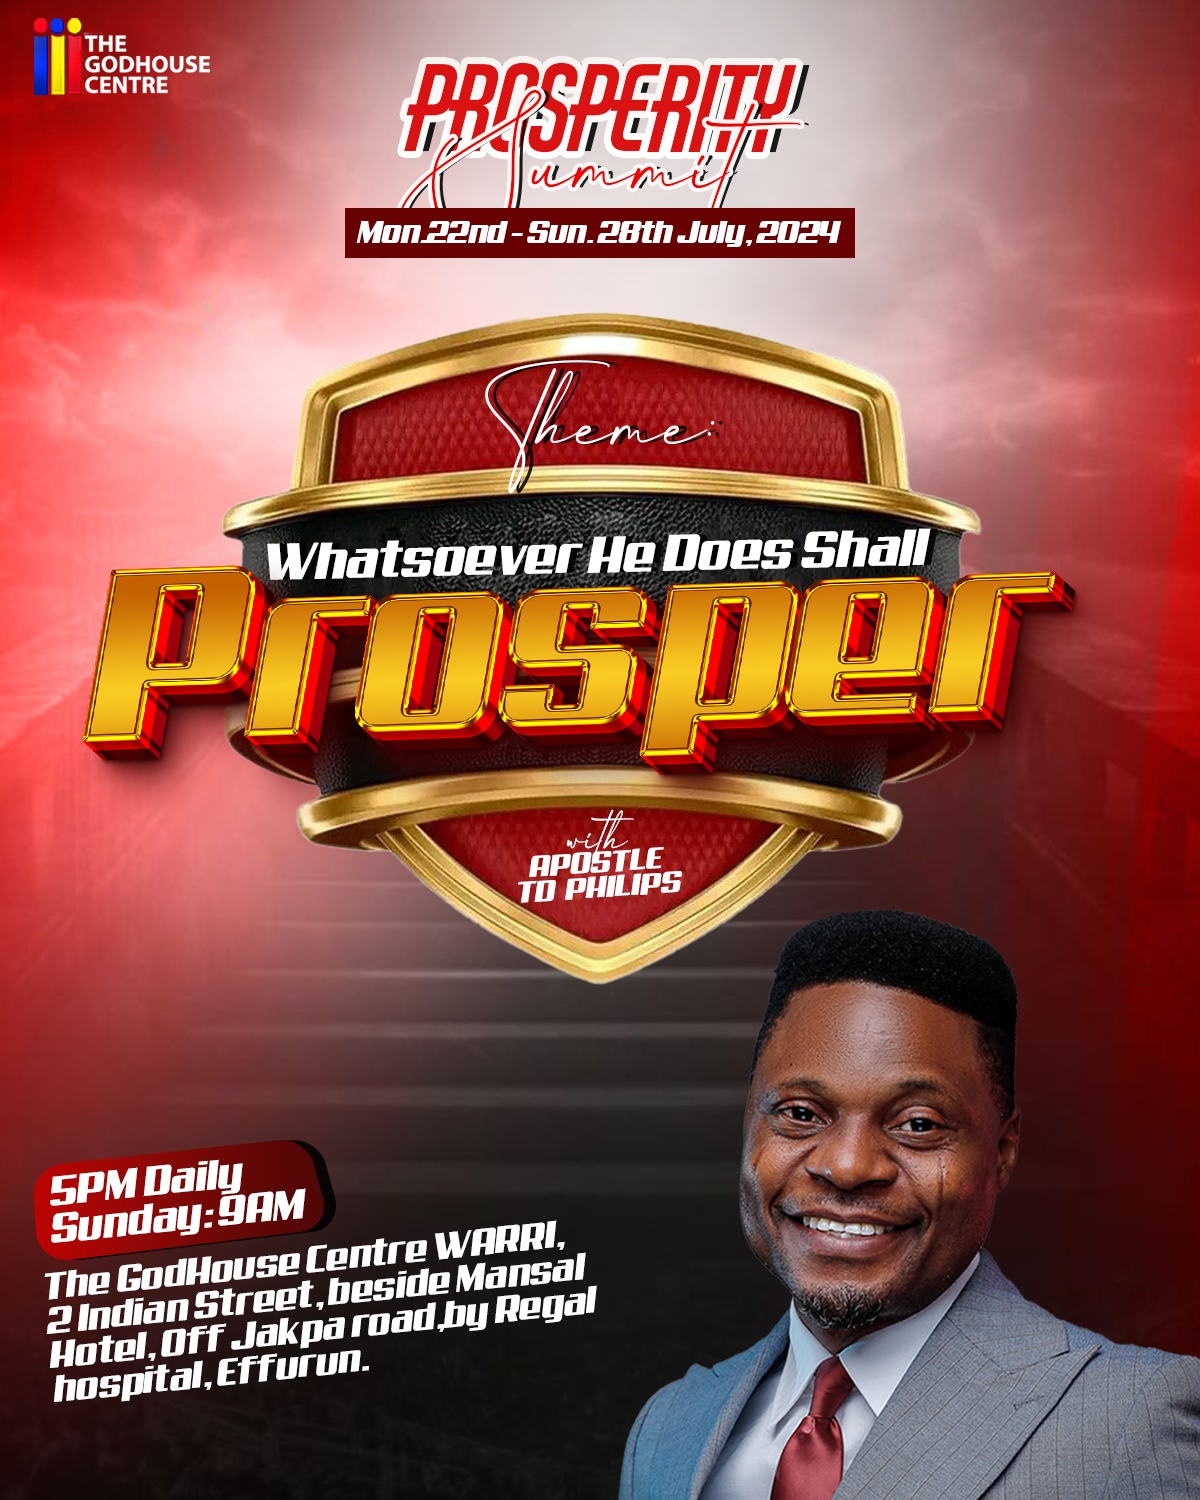 THE
GODHOUSE
CENTRE
PROSPERITY
Summit
Mon.22nd - Sun. 28th July, 2024
Theme:
Whatsoever He Does Shall
Prosper
with
APOSTLE
TD PHILIPS
5PM Daily
Sunday: 9AM
The GodHouse Centre WARRI,
2 Indian Street, beside Mansal
Hotel, Off Jakpa road,by Regal
hospital, Effurun.